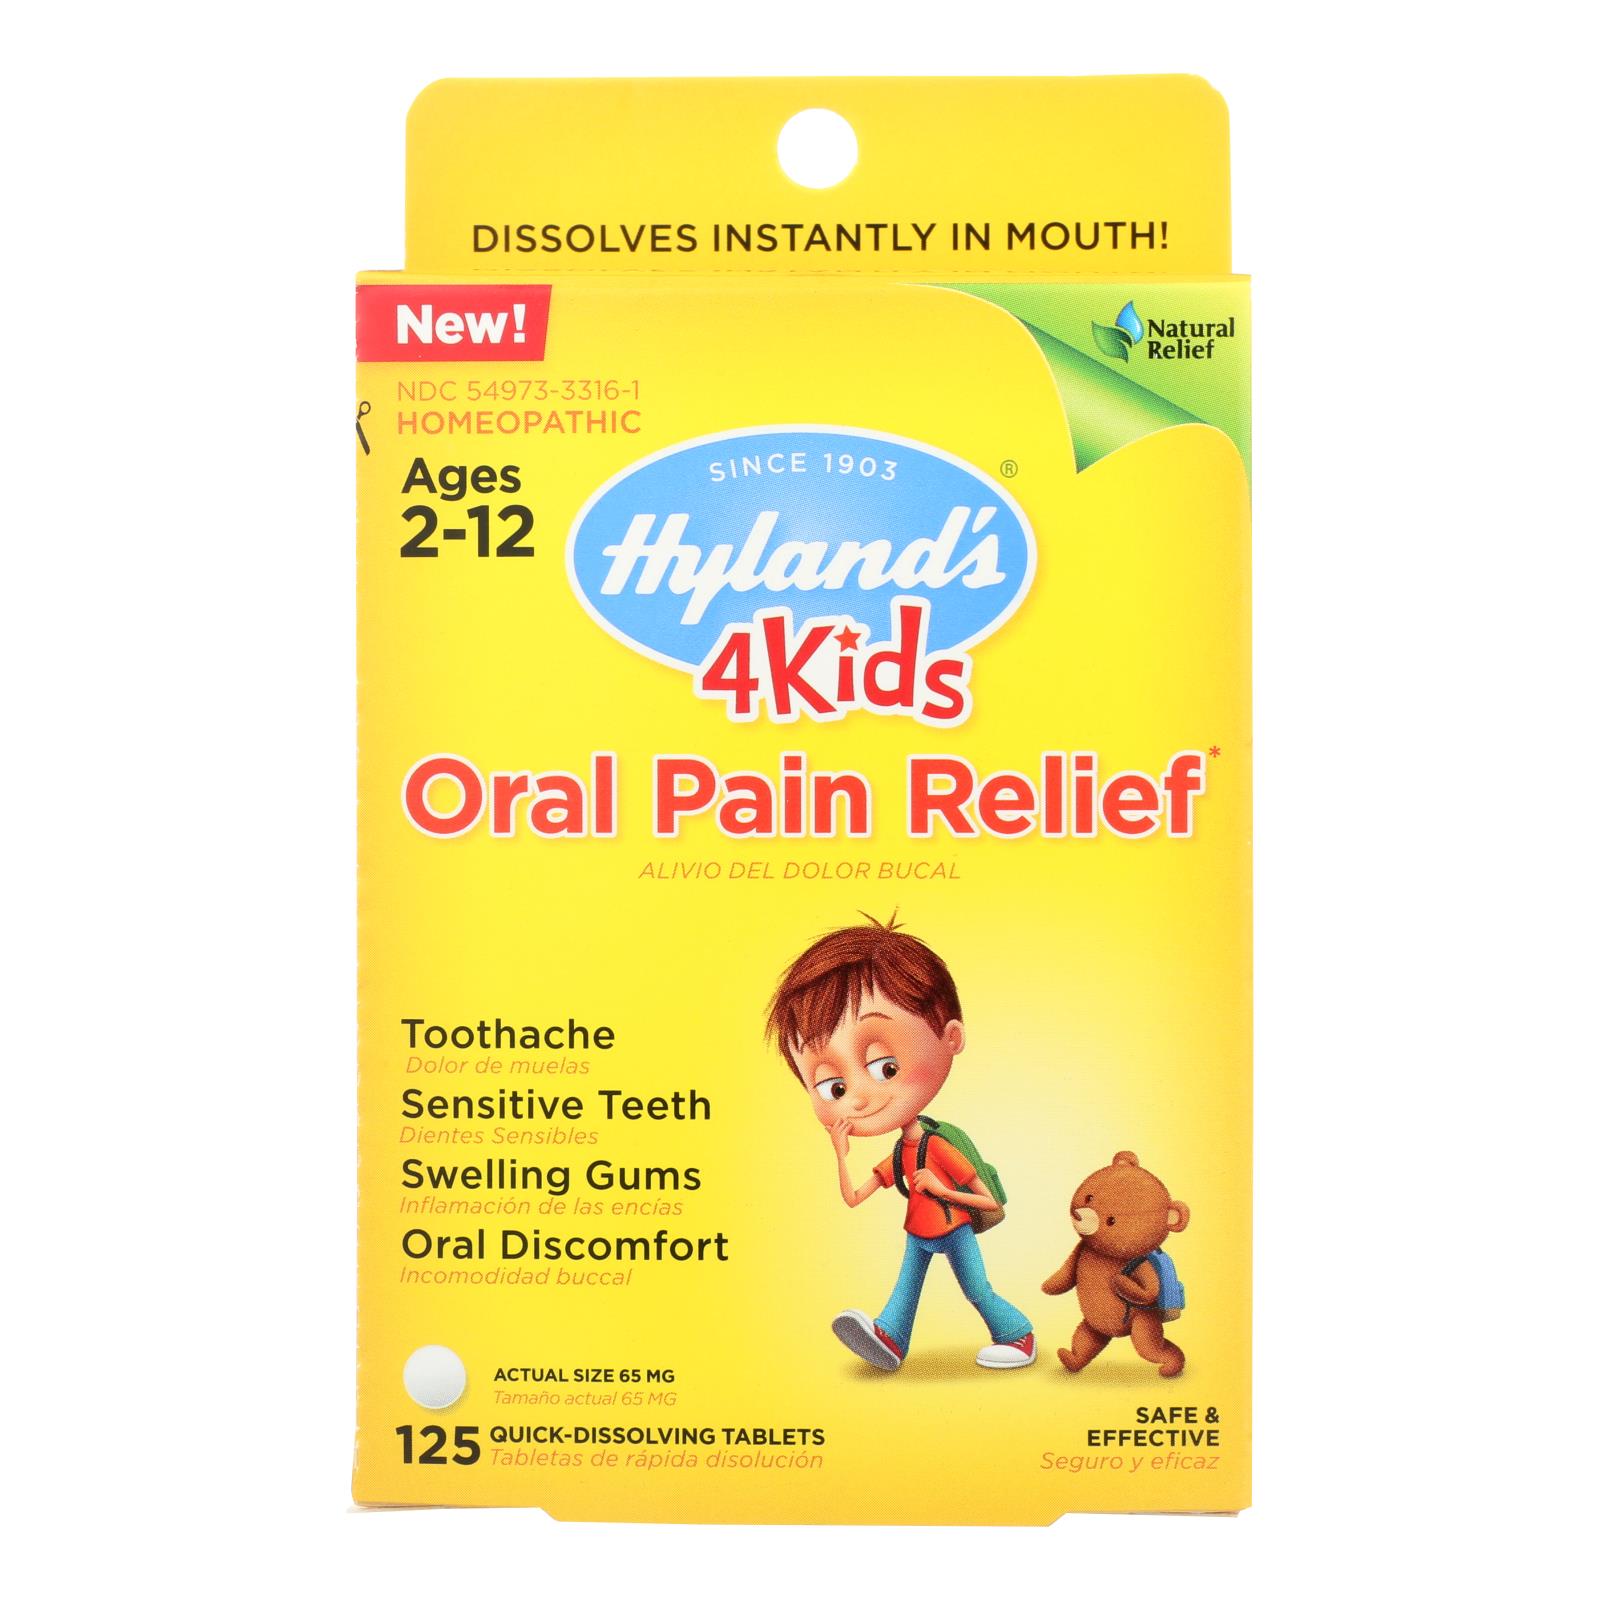 DISSOLVES INSTANTLY IN MOUTH!
New!
Natural
Relief
NDC 54973-3316-1
HOMEOPATHIC
Ages
2-12
SINCE 1903
®
Hyland's
4Kids
Oral Pain Relief*
ALIVIO DEL DOLOR BUCAL
Toothache
Dolor de muelas
Sensitive Teeth
Dientes Sensibles
Swelling Gums
Inflamación de las encías
Oral Discomfort
Incomodidad buccal
ACTUAL SIZE 65 MG
Tamaño actual 65 MG
125 QUICK-DISSOLVING TABLETS
Tabletas de rápida disolución
SAFE &
EFFECTIVE
Seguro y eficaz